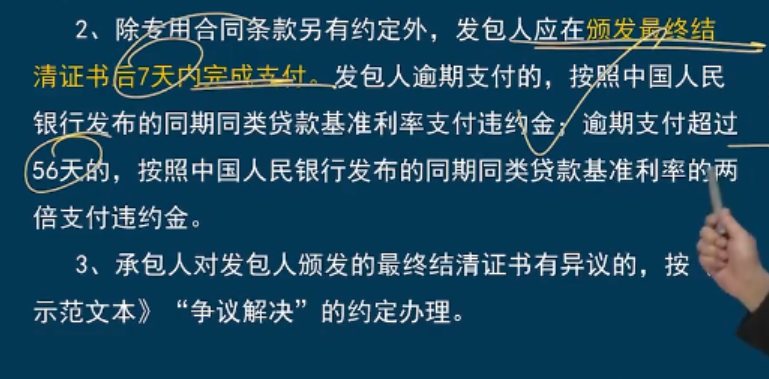 2、除专用合同条款另有约定外，发包人应在颁发最终结
清证书后7天内完成支付。发包人逾期支付的，按照中国人民
银行发布的同期同类贷款基准利率支付违约金；逾期支付超过
56天的，按照中国人民银行发布的同期同类贷款基准利率的两
倍支付违约金。
3、承包人对发包人颁发的最终结清证书有异议的，按
示范文本》“争议解决”的约定办理。